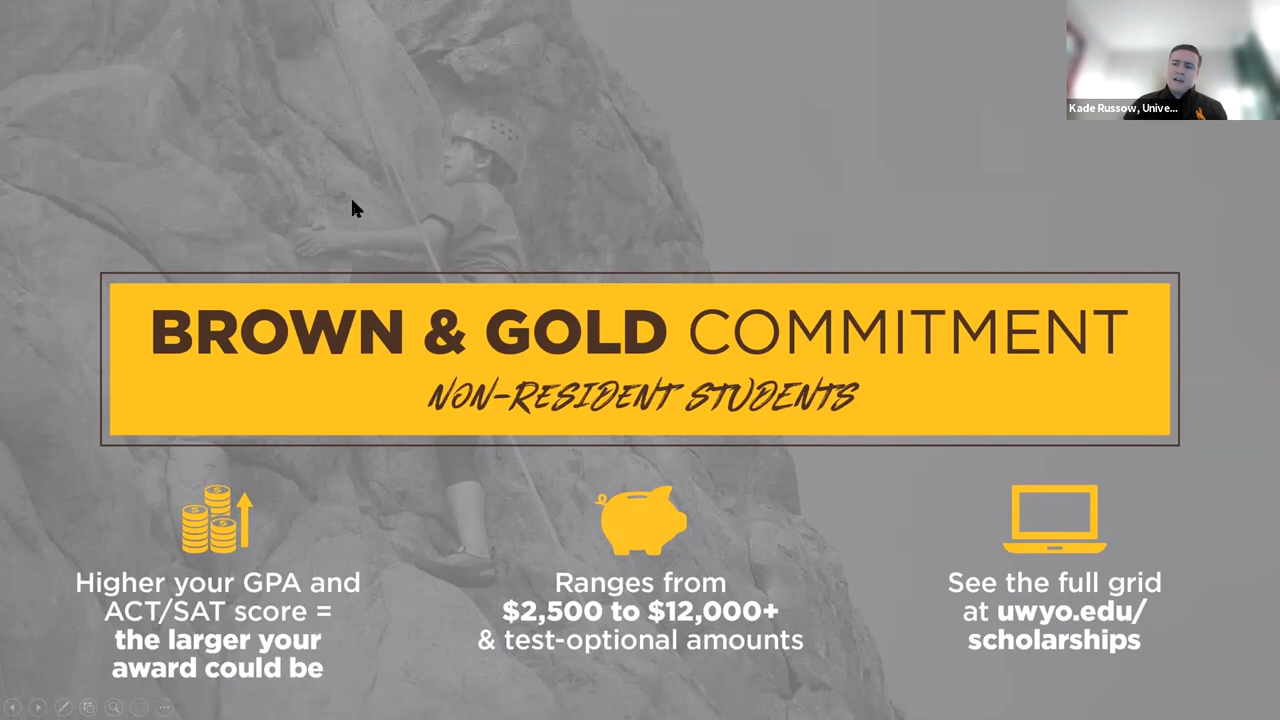 Kade Russow, Unive...
BROWN & GOLD COMMITMENT
NON-RESIDENT STUDENTS
Higher your GPA and
ACT/SAT score =
the larger your
award could be
Ranges from
$2,500 to $12,000+
& test-optional amounts
See the full grid
at uwyo.edu/
scholarships